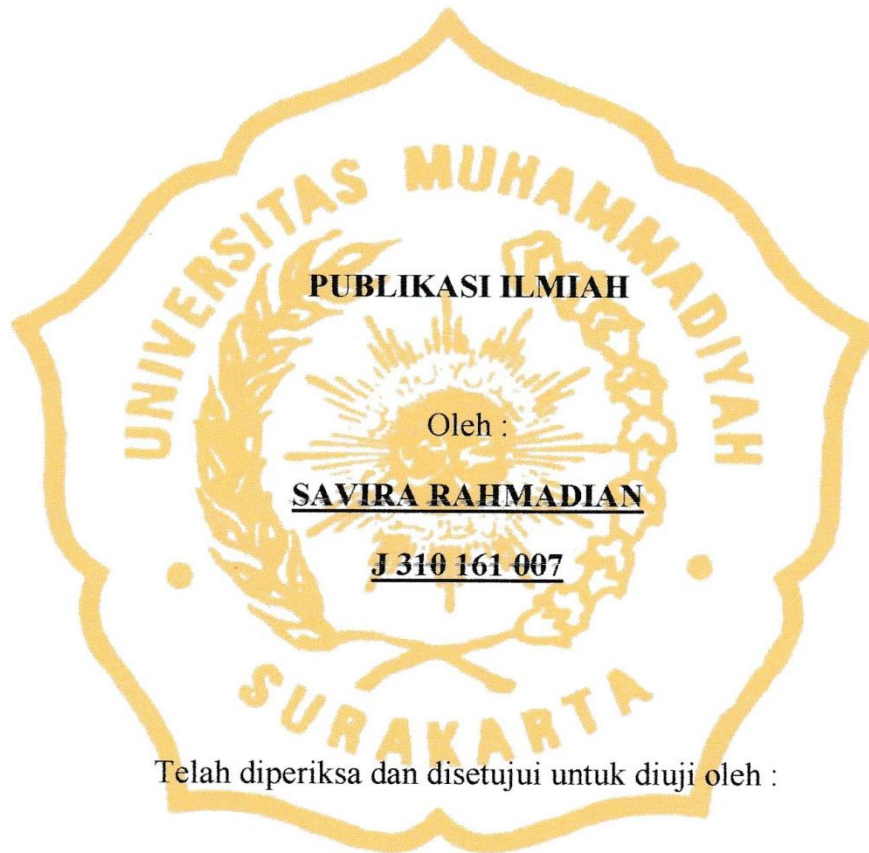 UNIVERSITAS MUHAMMADIYAH
PUBLIKASI ILMIAH
Oleh :
SAVIRA RAHMADIAN
J 310 161 007
SURAKARTA
Telah diperiksa dan disetujui untuk diuji oleh :